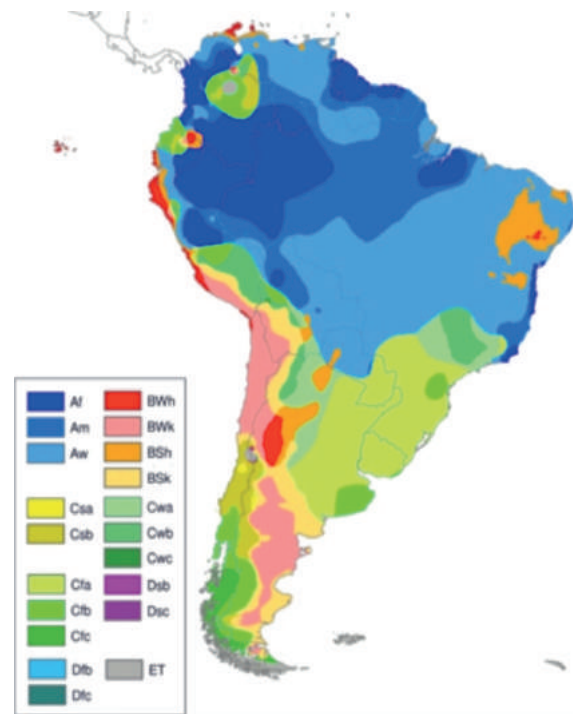 Af
Am
Aw
Csa
Csb
Cfa
Cfb
Cfc
Dfb
Dfc
BWh
BWk
BSh
BSk
Cwa
Cwb
Cwc
Dsb
Dsc
ET